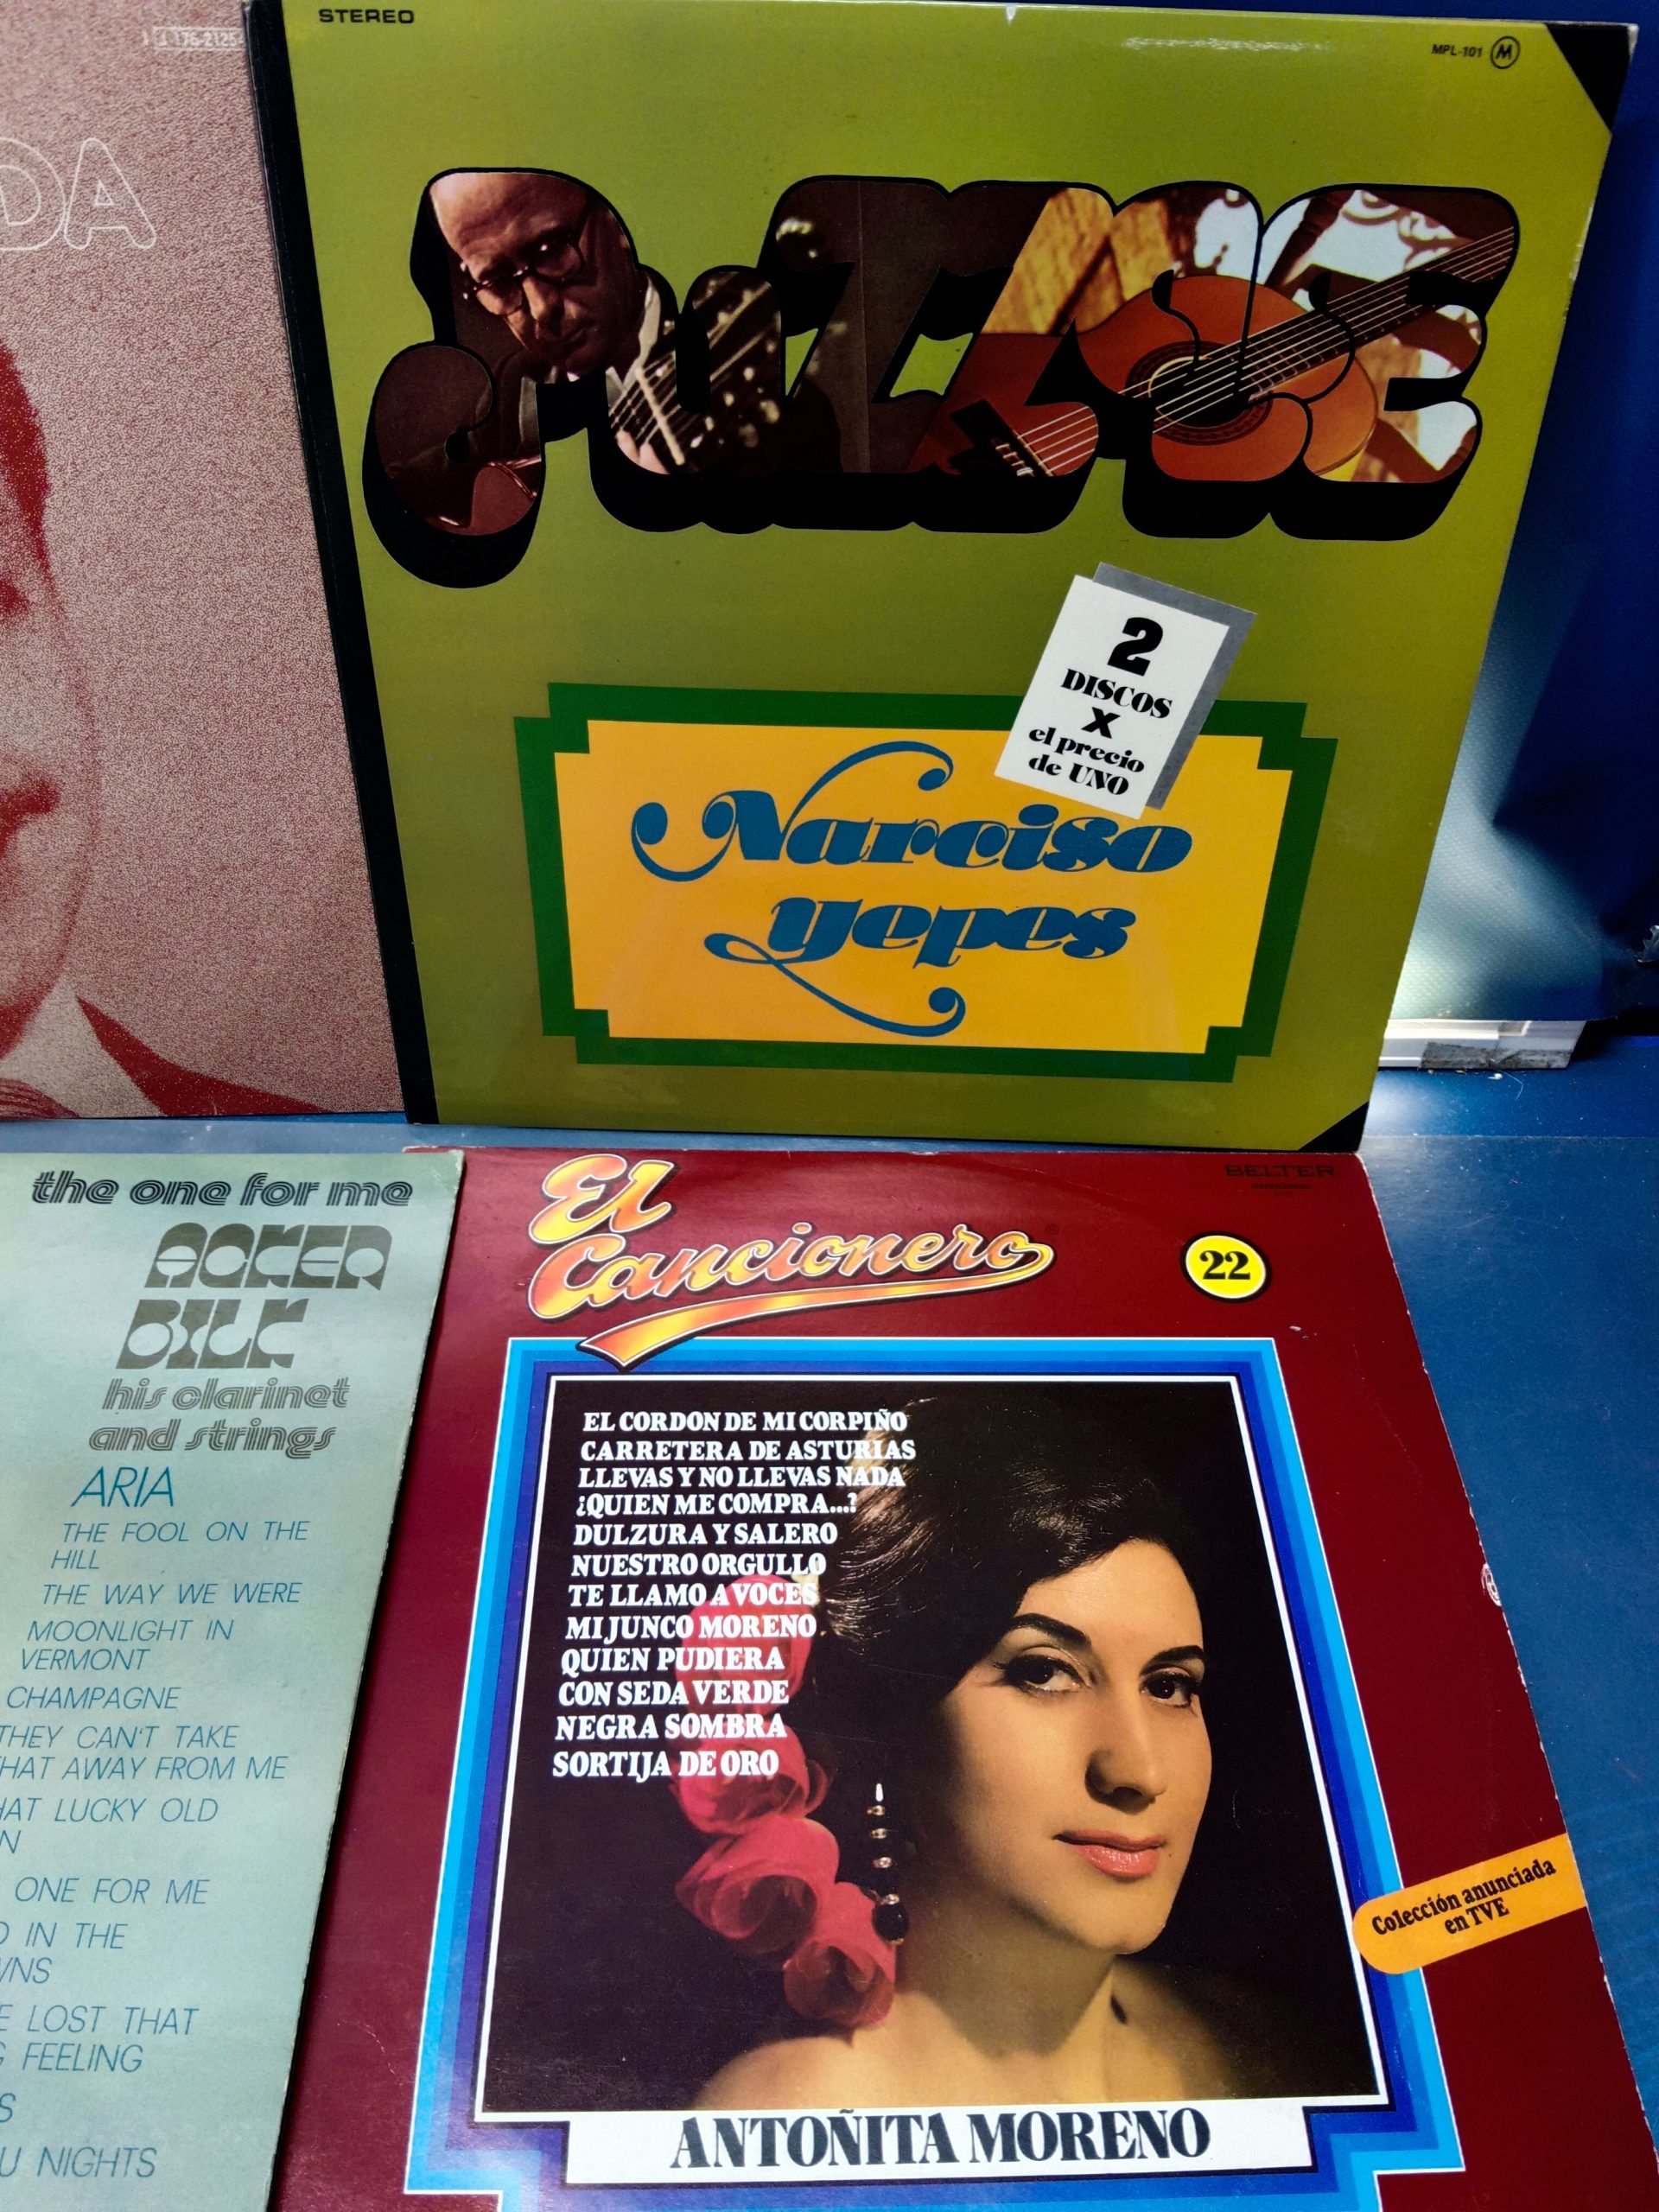 STEREO
MPL-101 M
DA
PUZZLE
2
DISCOS
X
el precio
de UNO
Narciso
Yepes
the one for me
ACKER
BILK
his clarinet
and strings
ARIA
THE FOOL ON THE
HILL
THE WAY WE WERE
MOONLIGHT IN
VERMONT
CHAMPAGNE
THEY CAN'T TAKE
HAT AWAY FROM ME
HAT LUCKY OLD
N
ONE FOR ME
IN THE
WNS
E LOST THAT
G FEELING
S
U NIGHTS
El
Cancionero
BELTER
22
EL CORDON DE MI CORPIÑO
CARRETERA DE ASTURIAS
LLEVAS Y NO LLEVAS NADA
¿QUIEN ME COMPRA...?
DULZURA Y SALERO
NUESTRO ORGULLO
TE LLAMO A VOCES
MI JUNCO MORENO
QUIEN PUDIERA
CON SEDA VERDE
NEGRA SOMBRA
SORTIJA DE ORO
Colección anunciada
en TVE
ANTOÑITA MORENO